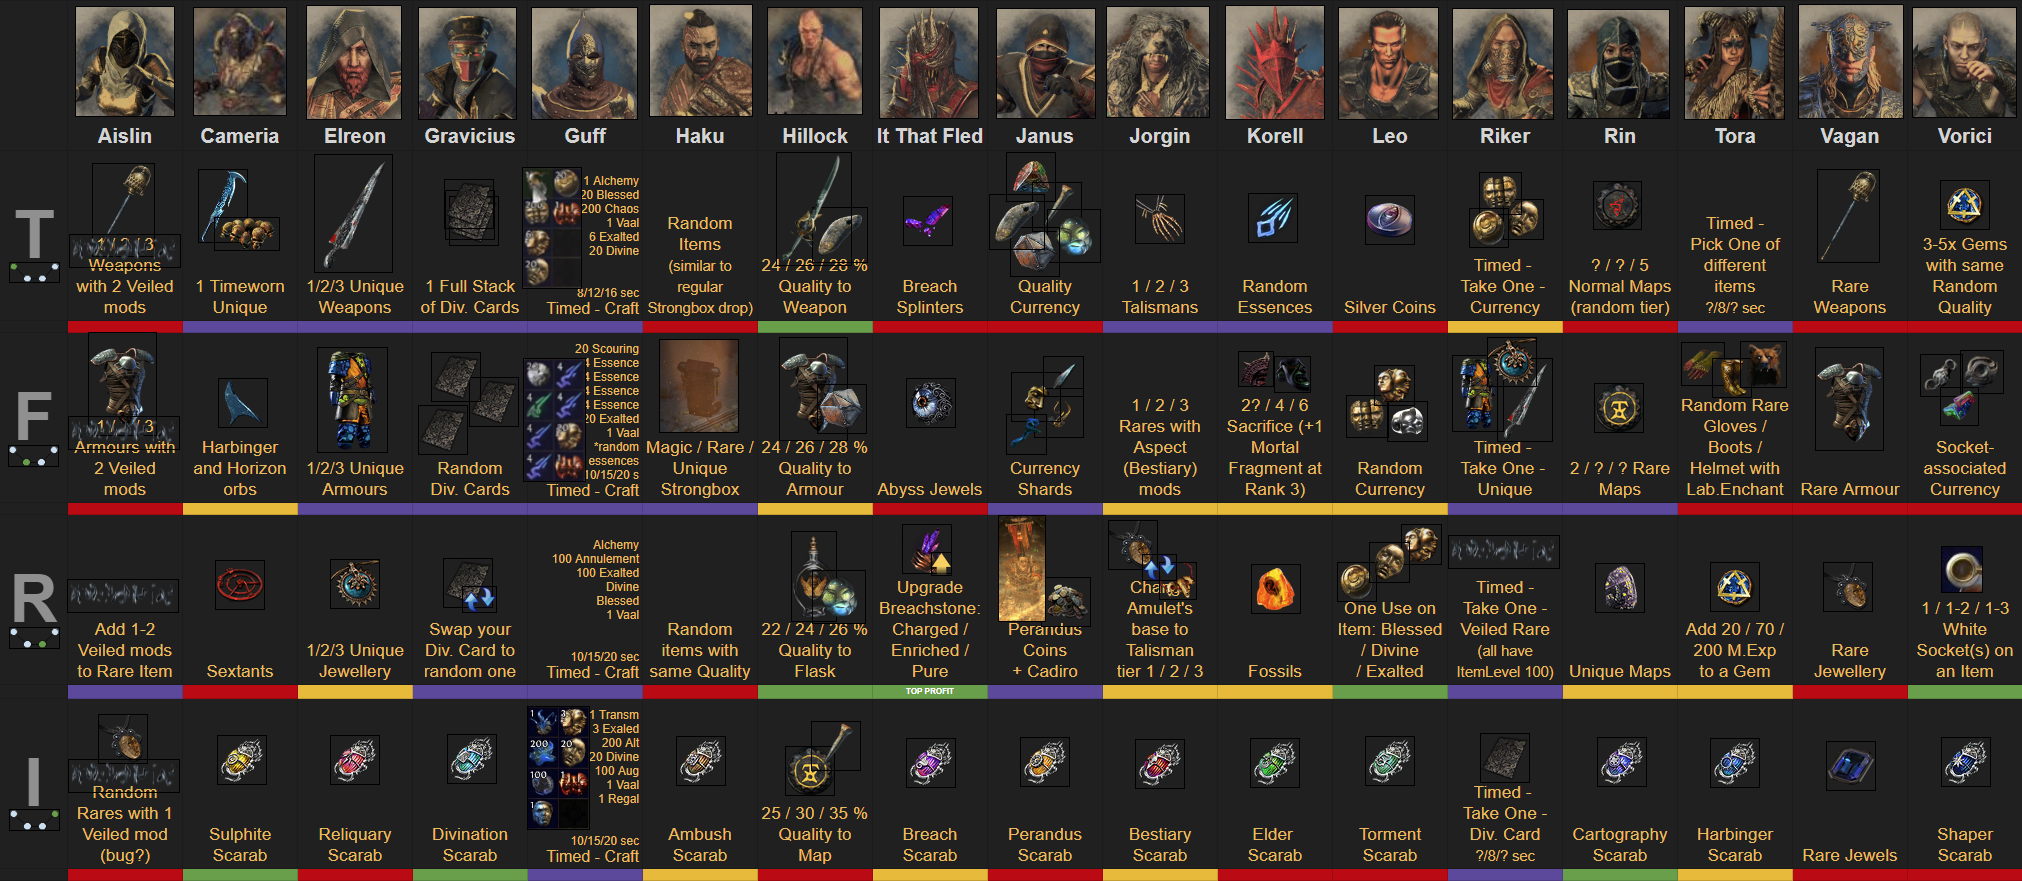 Aislin
Cameria
Elreon
Gravicius
Guff
Haku
Hillock
It That Fled
Janus
Jorgin
Korell
Leo
Riker
Rin
Tora
Vagan
Vorici
T
1 / 2 / 3
Weapons
with 2 Veiled
mods
1 Timeworn
Unique
1/2/3 Unique
Weapons
1 Full Stack
of Div. Cards
1 Alchemy
20 Blessed
200 Chaos
1 Vaal
6 Exalted
20 Divine
20
20
8/12/16 sec
Timed - Craft
Random
Items
(similar to
regular
Strongbox drop)
24 / 26 / 28 %
Quality to
Weapon
Breach
Splinters
Quality
Currency
1 / 2 / 3
Talismans
Random
Essences
Silver Coins
Timed -
Take One -
Currency
? / ? / 5
Normal Maps
(random tier)
Timed -
Pick One of
different
items
?/8/? sec
Rare
Weapons
3-5x Gems
with same
Random
Quality
F
1 / 2 / 3
Armours with
2 Veiled
mods
Harbinger
and Horizon
orbs
1/2/3 Unique
Armours
Random
Div. Cards
20 Scouring
4 Essence
4 Essence
4 Essence
4 Essence
20 Exalted
1 Vaal
*random
essences
10/15/20 s
Timed - Craft
Magic / Rare /
Unique
Strongbox
24 / 26 / 28 %
Quality to
Armour
Abyss Jewels
Currency
Shards
1 / 2 / 3
Rares with
Aspect
(Bestiary)
mods
2? / 4 / 6
Sacrifice (+1
Mortal
Fragment at
Rank 3)
Random
Currency
Timed -
Take One -
Unique
2 / ? / ? Rare
Maps
Random Rare
Gloves /
Boots /
Helmet with
Lab.Enchant
Rare Armour
Socket-
associated
Currency
R
Add 1-2
Veiled mods
to Rare Item
Sextants
1/2/3 Unique
Jewellery
Swap your
Div. Card to
random one
Alchemy
100 Annulement
100 Exalted
Divine
Blessed
1 Vaal
10/15/20 sec
Timed - Craft
Random
items with
same Quality
22 / 24 / 26 %
Quality to
Flask
Upgrade
Breachstone:
Charged /
Enriched /
Pure
TOP PROFIT
Perandus
Coins
+ Cadiro
Amulet's
base to
Talisman
tier 1 / 2 / 3
Fossils
One Use on
Item: Blessed
/ Divine
/ Exalted
Timed -
Take One -
Veiled Rare
(all have
ItemLevel 100)
Unique Maps
Add 20 / 70 /
200 M.Exp
to a Gem
Rare
Jewellery
1 / 1-2 / 1-3
White
Socket(s) on
an Item
I
Random
Rares with 1
Veiled mod
(bug?)
Sulphite
Scarab
Reliquary
Scarab
Divination
Scarab
1 Transm
3 Exaled
200 Alt
20 Divine
100 Aug
1 Vaal
1 Regal
1
3
200
20
100
1
1
10/15/20 sec
Timed - Craft
Ambush
Scarab
25 / 30 / 35 %
Quality to
Map
Breach
Scarab
Perandus
Scarab
Bestiary
Scarab
Elder
Scarab
Torment
Scarab
Timed -
Take One -
Div. Card
?/8/? sec
Cartography
Scarab
Harbinger
Scarab
Rare Jewels
Shaper
Scarab